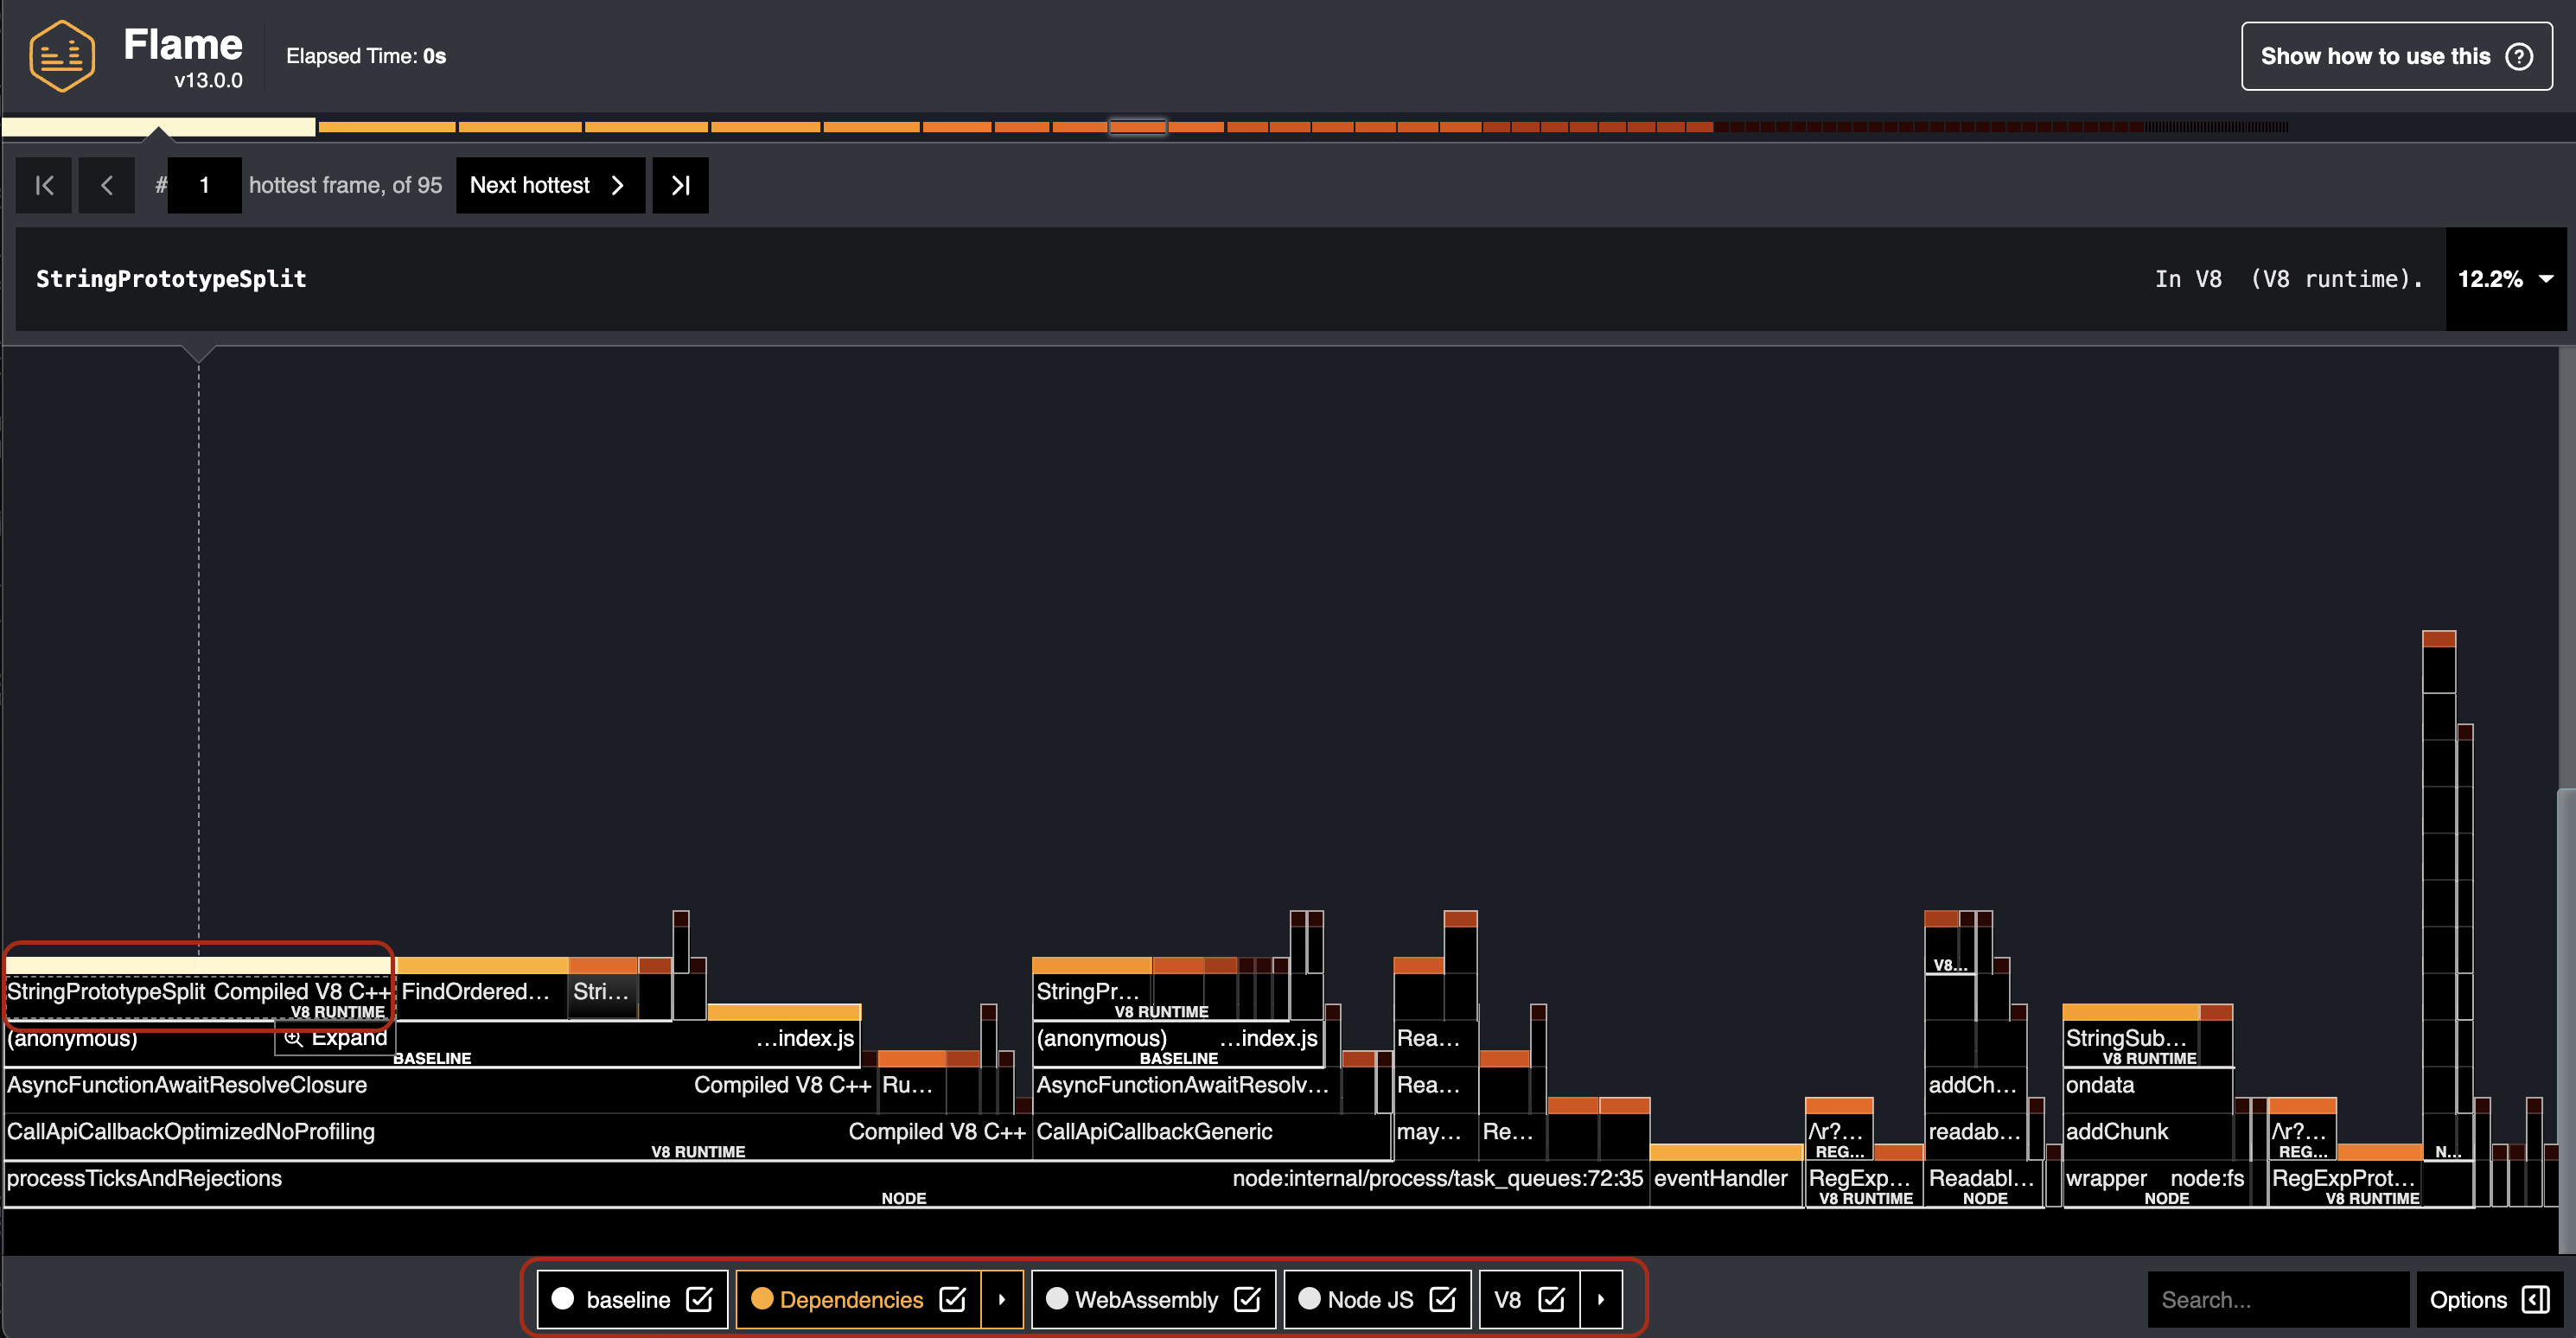 Flame
v13.0.0
Elapsed Time: 0s
Show how to use this ?
# 1 hottest frame, of 95 Next hottest
StringPrototypeSplit In V8 (V8 runtime). 12.2%
V8...
StringPrototypeSplit Compiled V8 C++ FindOrdered... Stri... StringPr...
V8 RUNTIME V8 RUNTIME
(anonymous) Expand ...index.js (anonymous) ...index.js Rea... StringSub...
BASELINE BASELINE V8 RUNTIME
AsyncFunctionAwaitResolveClosure Compiled V8 C++ Ru... AsyncFunctionAwaitResolv... Rea... addCh... ondata
CallApiCallbackOptimizedNoProfiling Compiled V8 C++ CallApiCallbackGeneric may... Re... /\r?... readab... addChunk /\r?...
V8 RUNTIME REG... REG... N...
processTicksAndRejections node:internal/process/task_queues:72:35 eventHandler RegExp... Readabl... wrapper node:fs RegExpProt...
NODE V8 RUNTIME NODE NODE V8 RUNTIME
baseline Dependencies WebAssembly Node JS V8 Search... Options